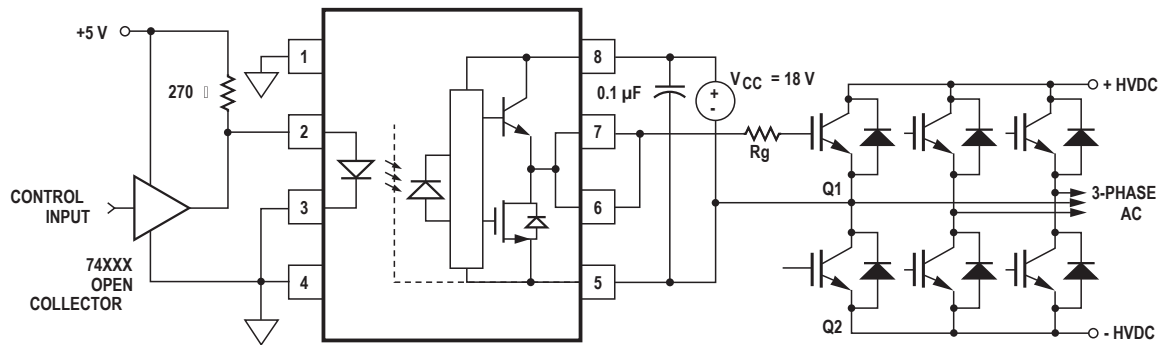 +5 V
270 
CONTROL
INPUT
74XXX
OPEN
COLLECTOR
1
2
3
4
8
7
6
5
0.1 µF
V CC = 18 V
+
-
Rg
Q1
Q2
+ HVDC
3-PHASE
AC
- HVDC